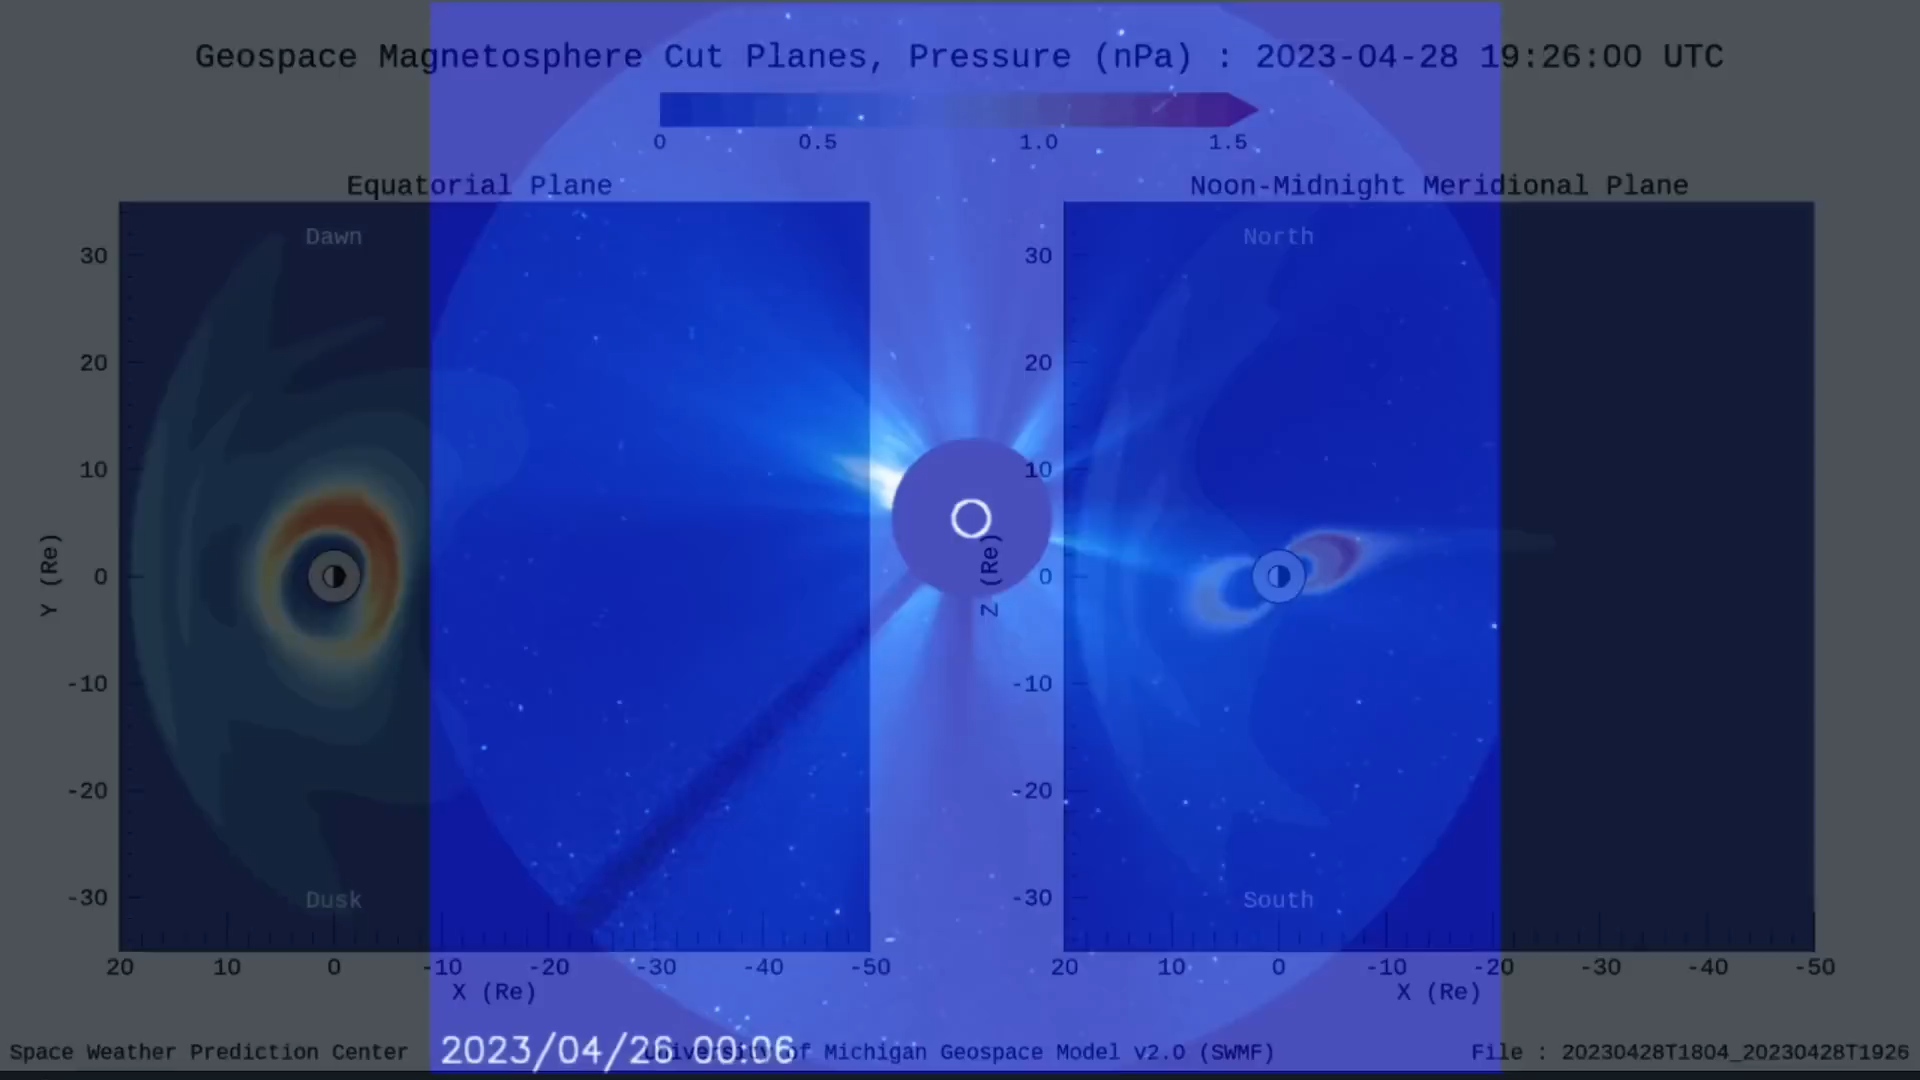 Geospace Magnetosphere Cut Planes, Pressure (nPa) : 2023-04-28 19:26:00 UTC
0 0.5 1.0 1.5
Equatorial Plane
Noon-Midnight Meridional Plane
Dawn
North
30
20
10
0
-10
-20
-30
Y (Re)
30
20
10
0
-10
-20
-30
Z (Re)
Dusk
South
20 10 0 -10 -20 -30 -40 -50
X (Re)
20 10 0 -10 -20 -30 -40 -50
X (Re)
Space Weather Prediction Center
2023/04/26 00:06
University of Michigan Geospace Model v2.0 (SWMF)
File : 20230428T1804_20230428T1926